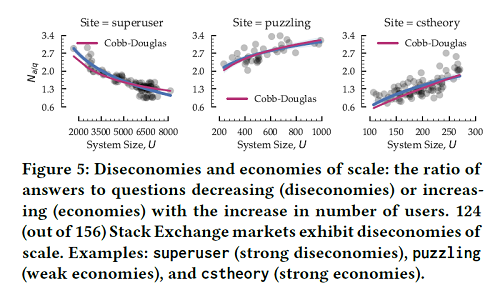 Site = superuser
Site = puzzling
Site = cstheory
N a/q
3.4
2.7
2.0
1.3
0.6
Cobb-Douglas
2000 3500 5000 6500 8000
System Size, U
3.4
2.7
2.0
1.3
0.6
Cobb-Douglas
200 400 600 800 1000
System Size, U
3.4
2.7
2.0
1.3
0.6
Cobb-Douglas
100 150 200 250 300
System Size, U
Figure 5: Diseconomies and economies of scale: the ratio of
answers to questions decreasing (diseconomies) or increas-
ing (economies) with the increase in number of users. 124
(out of 156) Stack Exchange markets exhibit diseconomies of
scale. Examples: superuser (strong diseconomies), puzzling
(weak economies), and cstheory (strong economies).